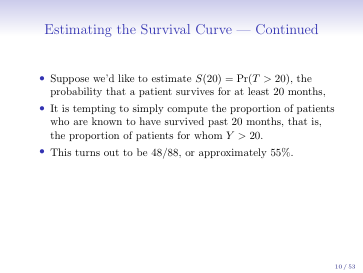 Estimating the Survival Curve — Continued
• Suppose we'd like to estimate S(20) = Pr(T > 20), the
probability that a patient survives for at least 20 months,
• It is tempting to simply compute the proportion of patients
who are known to have survived past 20 months, that is,
the proportion of patients for whom Y > 20.
• This turns out to be 48/88, or approximately 55%.
10 / 53